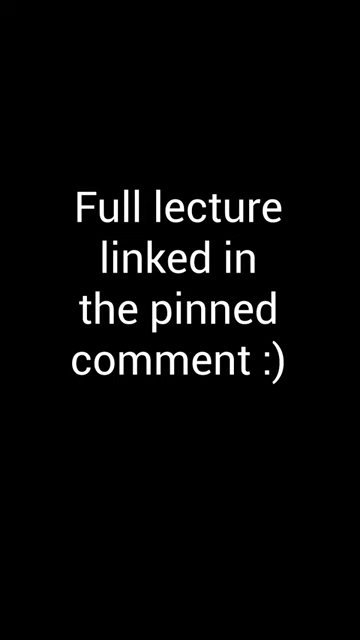 Full lecture
linked in
the pinned
comment :)